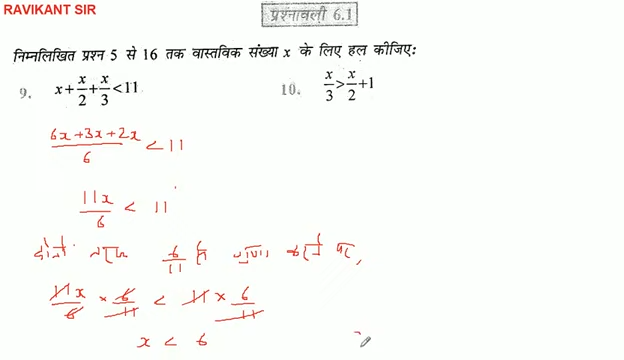 RAVIKANT SIR
प्रश्नावली 6.1
निम्नलिखित प्रश्न 5 से 16 तक वास्तविक संख्या x के लिए हल कीजिए:
9. x + x/2 + x/3 < 11
10. x/3 > x/2 + 1
(6x + 3x + 2x)/6 < 11
11x/6 < 11
दोनों तरफ 6/11 से गुणा करने पर,
11x/6 × 6/11 < 11 × 6/11
x < 6